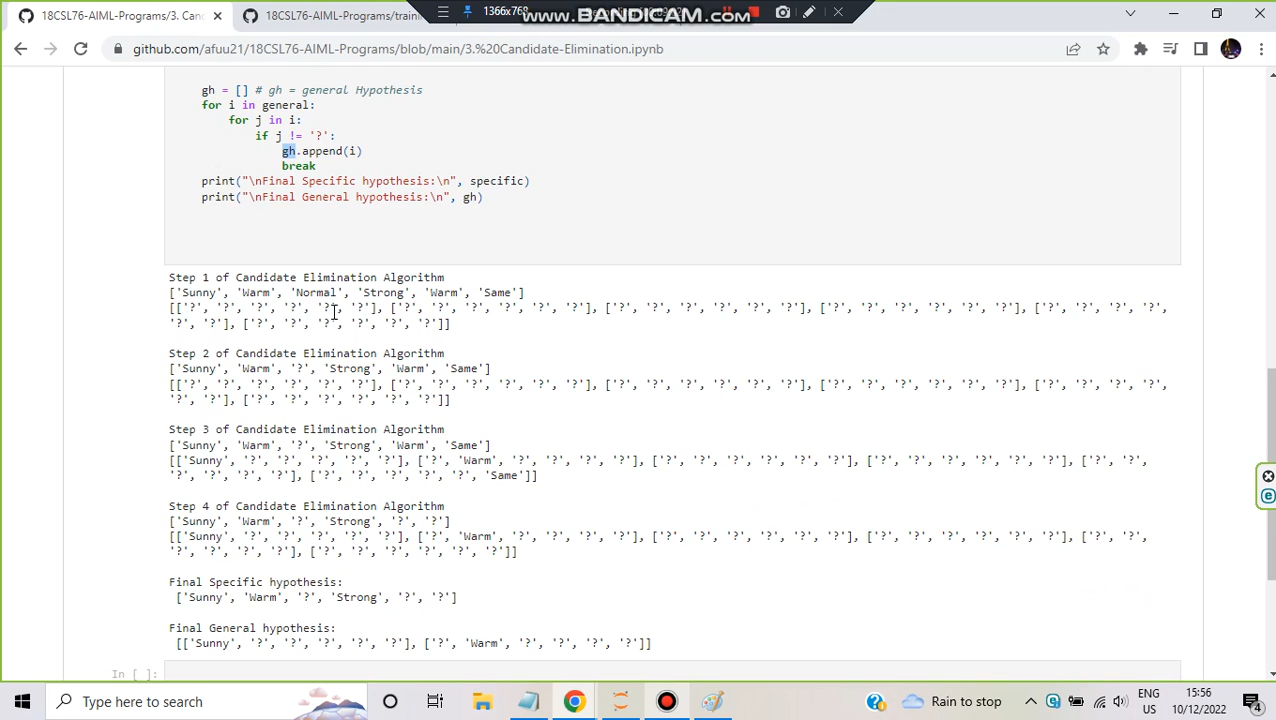 18CSL76-AIML-Programs/3. Can
18CSL76-AIML-Programs/traini
1366x768
www.BANDICAM.com
github.com/afuu21/18CSL76-AIML-Programs/blob/main/3.%20Candidate-Elimination.ipynb
gh = [] # gh = general Hypothesis
for i in general:
for j in i:
if j != '?':
gh.append(i)
break
print("\nFinal Specific hypothesis:\n", specific)
print("\nFinal General hypothesis:\n", gh)
Step 1 of Candidate Elimination Algorithm
['Sunny', 'Warm', 'Normal', 'Strong', 'Warm', 'Same']
[['?', '?', '?', '?', '?', '?'], ['?', '?', '?', '?', '?', '?'], ['?', '?', '?', '?', '?', '?'], ['?', '?', '?', '?', '?', '?'], ['?', '?', '?', '?',
'?', '?'], ['?', '?', '?', '?', '?', '?']]
Step 2 of Candidate Elimination Algorithm
['Sunny', 'Warm', '?', 'Strong', 'Warm', 'Same']
[['?', '?', '?', '?', '?', '?'], ['?', '?', '?', '?', '?', '?'], ['?', '?', '?', '?', '?', '?'], ['?', '?', '?', '?', '?', '?'], ['?', '?', '?', '?',
'?', '?'], ['?', '?', '?', '?', '?', '?']]
Step 3 of Candidate Elimination Algorithm
['Sunny', 'Warm', '?', 'Strong', 'Warm', 'Same']
[['Sunny', '?', '?', '?', '?', '?'], ['?', 'Warm', '?', '?', '?', '?'], ['?', '?', '?', '?', '?', '?'], ['?', '?', '?', '?', '?', '?'], ['?', '?',
'?', '?', '?', '?'], ['?', '?', '?', '?', '?', 'Same']]
Step 4 of Candidate Elimination Algorithm
['Sunny', 'Warm', '?', 'Strong', '?', '?']
[['Sunny', '?', '?', '?', '?', '?'], ['?', 'Warm', '?', '?', '?', '?'], ['?', '?', '?', '?', '?', '?'], ['?', '?', '?', '?', '?', '?'], ['?', '?',
'?', '?', '?', '?'], ['?', '?', '?', '?', '?', '?']]
Final Specific hypothesis:
['Sunny', 'Warm', '?', 'Strong', '?', '?']
Final General hypothesis:
[['Sunny', '?', '?', '?', '?', '?'], ['?', 'Warm', '?', '?', '?', '?']]
In [ ]:
Type here to search
Rain to stop
ENG
US
15:56
10/12/2022
4